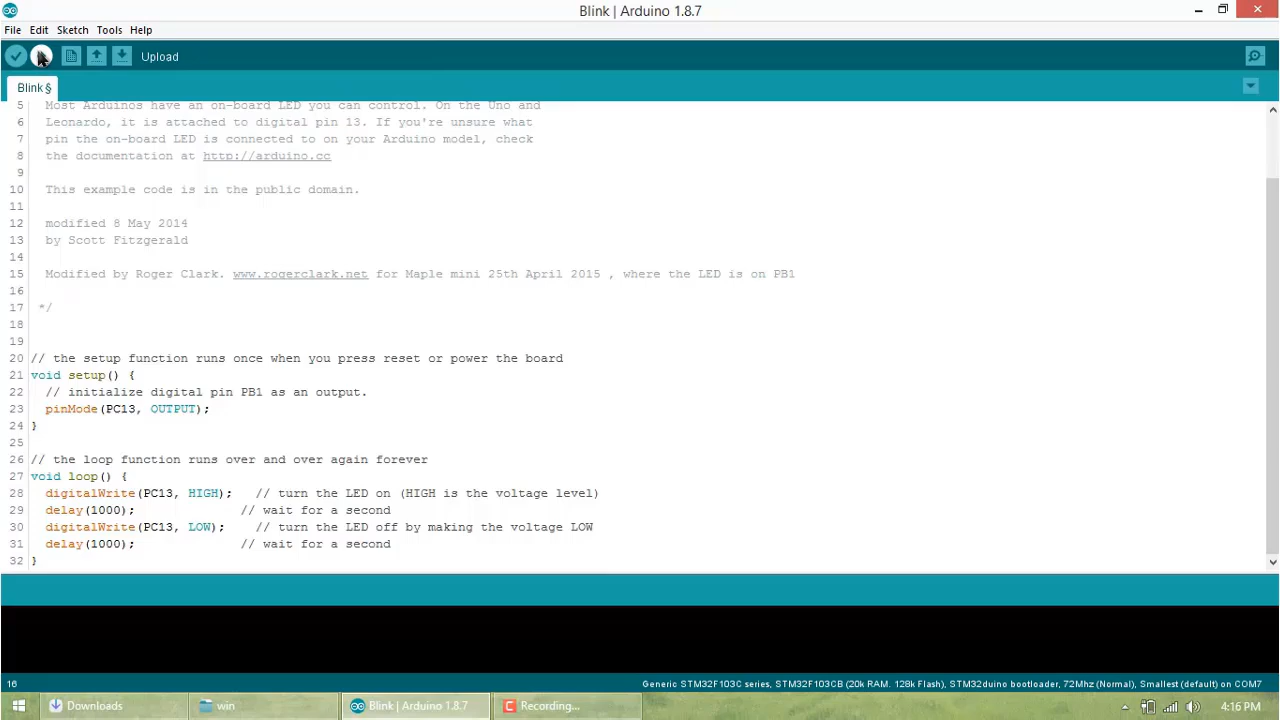 Blink | Arduino 1.8.7
File Edit Sketch Tools Help
Upload
Blink §
5 Most Arduinos have an on-board LED you can control. On the Uno and
6 Leonardo, it is attached to digital pin 13. If you're unsure what
7 pin the on-board LED is connected to on your Arduino model, check
8 the documentation at http://arduino.cc
9
10 This example code is in the public domain.
11
12 modified 8 May 2014
13 by Scott Fitzgerald
14
15 Modified by Roger Clark. www.rogerclark.net for Maple mini 25th April 2015 , where the LED is on PB1
16
17 */
18
19
20 // the setup function runs once when you press reset or power the board
21 void setup() {
22 // initialize digital pin PB1 as an output.
23 pinMode(PC13, OUTPUT);
24 }
25
26 // the loop function runs over and over again forever
27 void loop() {
28 digitalWrite(PC13, HIGH); // turn the LED on (HIGH is the voltage level)
29 delay(1000); // wait for a second
30 digitalWrite(PC13, LOW); // turn the LED off by making the voltage LOW
31 delay(1000); // wait for a second
32 }
16 Generic STM32F103C series, STM32F103CB (20k RAM. 128k Flash), STM32duino bootloader, 72Mhz (Normal), Smallest (default) on COM7
Downloads win Blink | Arduino 1.8.7 Recording... 4:16 PM